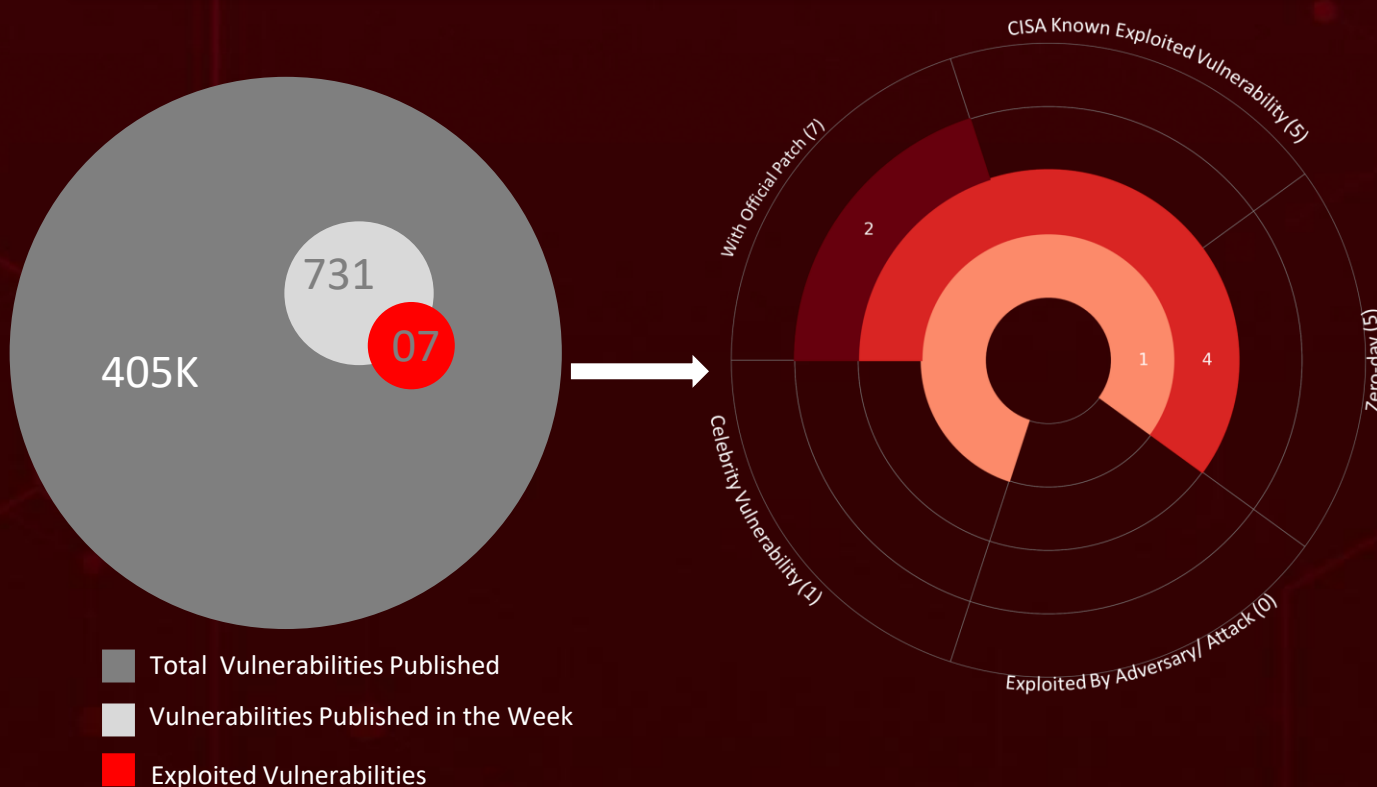 405K
731
07
Total Vulnerabilities Published
Vulnerabilities Published in the Week
Exploited Vulnerabilities
CISA Known Exploited Vulnerability (5)
With Official Patch (7)
Zero-day (5)
Celebrity Vulnerability (1)
Exploited By Adversary/ Attack (0)
2
1
4